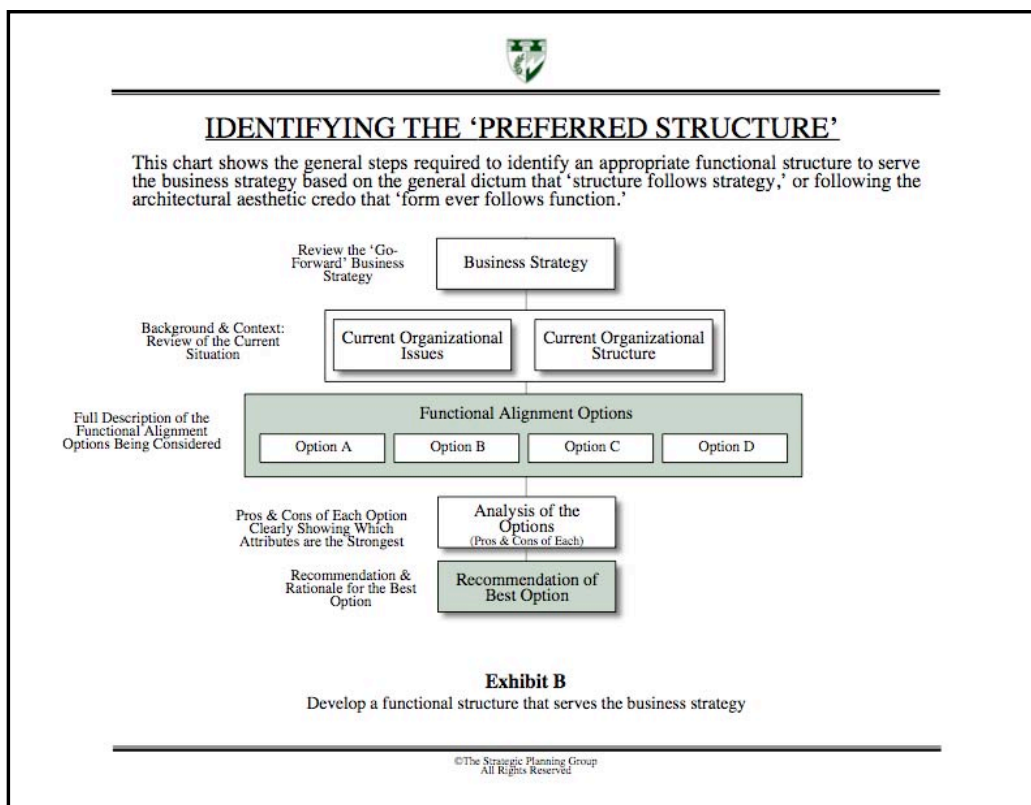 IDENTIFYING THE ‘PREFERRED STRUCTURE’
This chart shows the general steps required to identify an appropriate functional structure to serve
the business strategy based on the general dictum that ‘structure follows strategy,’ or following the
architectural aesthetic credo that ‘form ever follows function.’
Review the ‘Go-
Forward’ Business
Strategy
Business Strategy
Background & Context:
Review of the Current
Situation
Current Organizational
Issues
Current Organizational
Structure
Full Description of the
Functional Alignment
Options Being Considered
Functional Alignment Options
Option A
Option B
Option C
Option D
Pros & Cons of Each Option
Clearly Showing Which
Attributes are the Strongest
Analysis of the
Options
(Pros & Cons of Each)
Recommendation &
Rationale for the Best
Option
Recommendation of
Best Option
Exhibit B
Develop a functional structure that serves the business strategy
©The Strategic Planning Group
All Rights Reserved